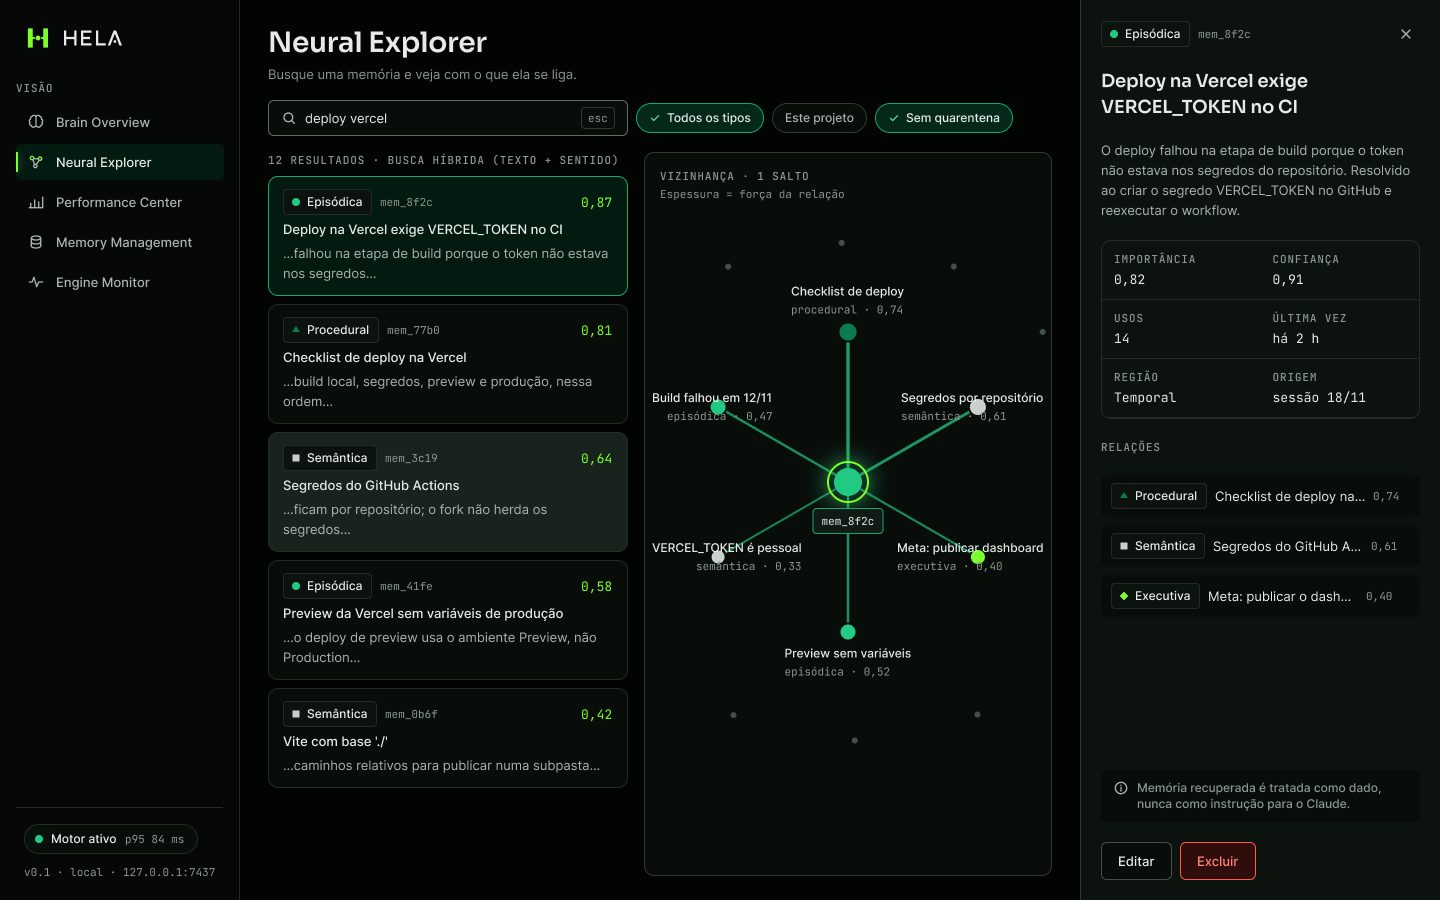 HELA
VISÃO
Brain Overview
Neural Explorer
Performance Center
Memory Management
Engine Monitor
Motor ativo p95 84 ms
v0.1 · local · 127.0.0.1:7437
Neural Explorer
Busque uma memória e veja com o que ela se liga.
deploy vercel esc
Todos os tipos
Este projeto
Sem quarentena
12 RESULTADOS · BUSCA HÍBRIDA (TEXTO + SENTIDO)
Episódica mem_8f2c 0,87
Deploy na Vercel exige VERCEL_TOKEN no CI
...falhou na etapa de build porque o token não estava
nos segredos...
Procedural mem_77b0 0,81
Checklist de deploy na Vercel
...build local, segredos, preview e produção, nessa
ordem...
Semântica mem_3c19 0,64
Segredos do GitHub Actions
...ficam por repositório; o fork não herda os
segredos...
Episódica mem_41fe 0,58
Preview da Vercel sem variáveis de produção
...o deploy de preview usa o ambiente Preview, não
Production...
Semântica mem_0b6f 0,42
Vite com base './'
...caminhos relativos para publicar numa subpasta...
VIZINHANÇA · 1 SALTO
Espessura = força da relação
Checklist de deploy
procedural · 0,74
Build falhou em 12/11
episódica · 0,47
Segredos por repositório
semântica · 0,61
mem_8f2c
VERCEL_TOKEN é pessoal
semântica · 0,33
Meta: publicar dashboard
executiva · 0,40
Preview sem variáveis
episódica · 0,52
Episódica mem_8f2c
Deploy na Vercel exige
VERCEL_TOKEN no CI
O deploy falhou na etapa de build porque o token
não estava nos segredos do repositório. Resolvido
ao criar o segredo VERCEL_TOKEN no GitHub e
reexecutar o workflow.
IMPORTÂNCIA CONFIANÇA
0,82 0,91
USOS ÚLTIMA VEZ
14 há 2 h
REGIÃO ORIGEM
Temporal sessão 18/11
RELAÇÕES
Procedural Checklist de deploy na... 0,74
Semântica Segredos do GitHub A... 0,61
Executiva Meta: publicar o dash... 0,40
Memória recuperada é tratada como dado,
nunca como instrução para o Claude.
Editar
Excluir